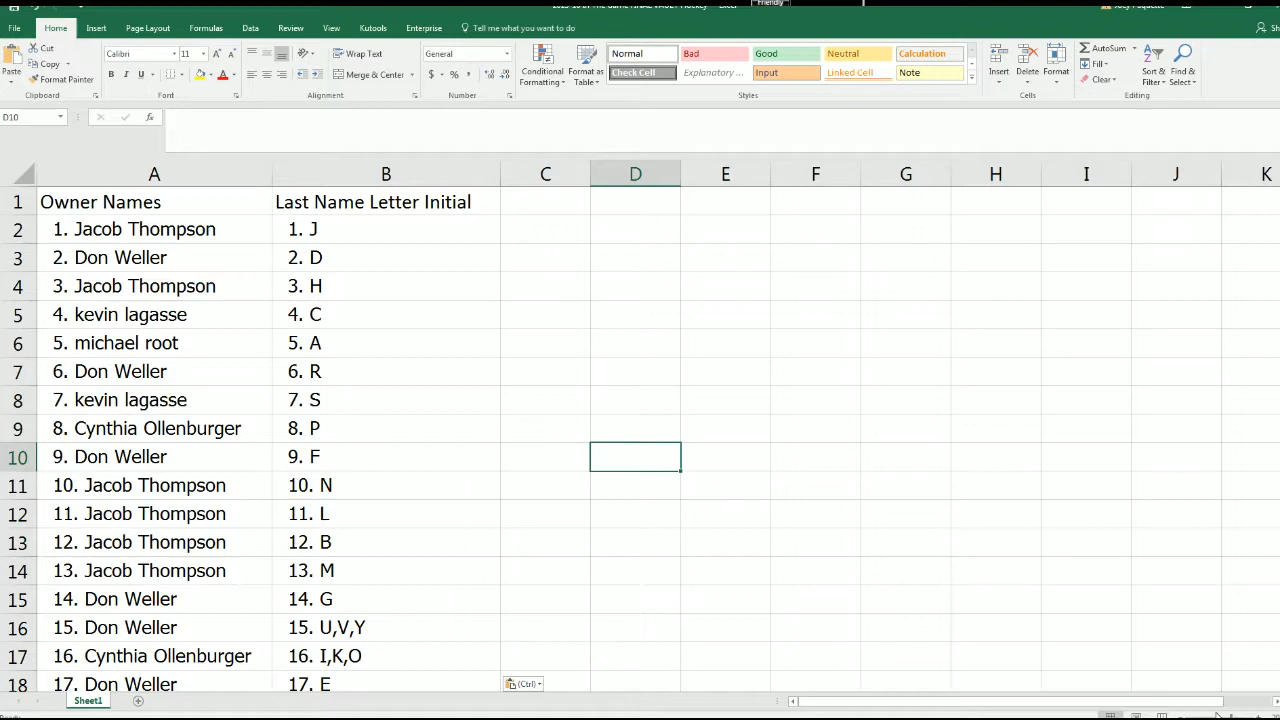 Friendly
File Home Insert Page Layout Formulas Data Review View Kutools Enterprise Tell me what you want to do
Cut
Copy
Format Painter
Paste
Clipboard
Calibri 11
B I U
Font
Wrap Text
Merge & Center
Alignment
General
$ % ,
Number
Conditional Formatting
Format as Table
Normal Bad Good Neutral Calculation
Check Cell Explanatory ... Input Linked Cell Note
Styles
Insert Delete Format
Cells
AutoSum
Fill
Clear
Sort & Filter
Find & Select
Editing
D10 fx
A B C D E F G H I J K
1 Owner Names Last Name Letter Initial
2 1. Jacob Thompson 1. J
3 2. Don Weller 2. D
4 3. Jacob Thompson 3. H
5 4. kevin lagasse 4. C
6 5. michael root 5. A
7 6. Don Weller 6. R
8 7. kevin lagasse 7. S
9 8. Cynthia Ollenburger 8. P
10 9. Don Weller 9. F
11 10. Jacob Thompson 10. N
12 11. Jacob Thompson 11. L
13 12. Jacob Thompson 12. B
14 13. Jacob Thompson 13. M
15 14. Don Weller 14. G
16 15. Don Weller 15. U,V,Y
17 16. Cynthia Ollenburger 16. I,K,O
18 17. Don Weller 17. E
(Ctrl)
Sheet1